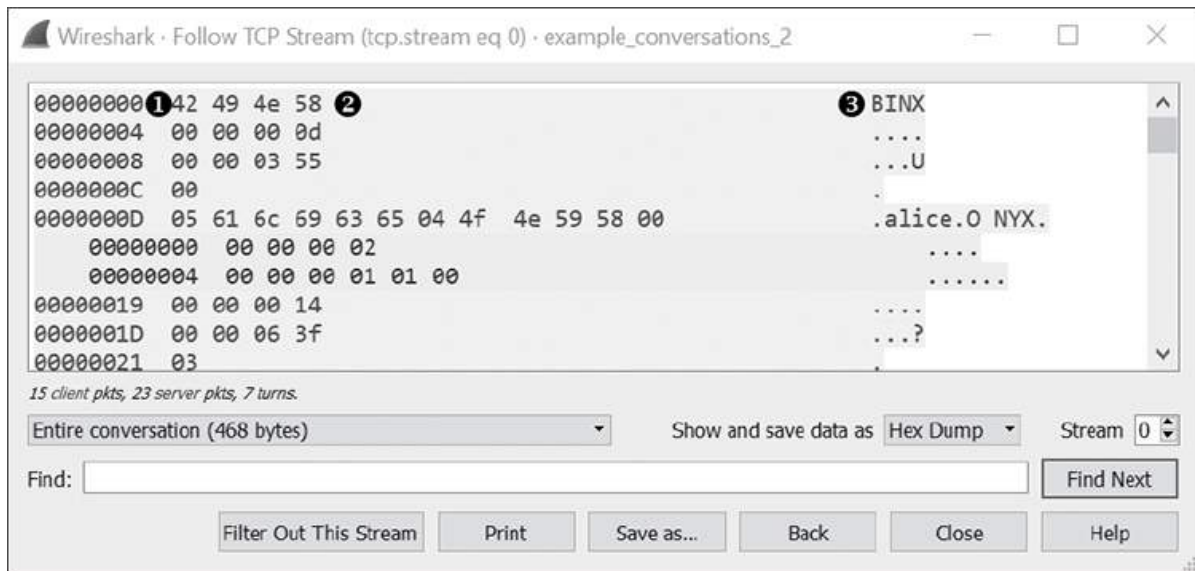 Wireshark · Follow TCP Stream (tcp.stream eq 0) · example_conversations_2
00000000 ❶42 49 4e 58 ❷ ❸ BINX
00000004 00 00 00 0d ....
00000008 00 00 03 55 ...U
0000000C 00 .
0000000D 05 61 6c 69 63 65 04 4f 4e 59 58 00 .alice.O NYX.
00000000 00 00 00 02 ....
00000004 00 00 00 01 01 00 ......
00000019 00 00 00 14 ....
0000001D 00 00 06 3f ...?
00000021 03 .
15 client pkts, 23 server pkts, 7 turns.
Entire conversation (468 bytes) Show and save data as Hex Dump Stream 0
Find: Find Next
Filter Out This Stream Print Save as... Back Close Help